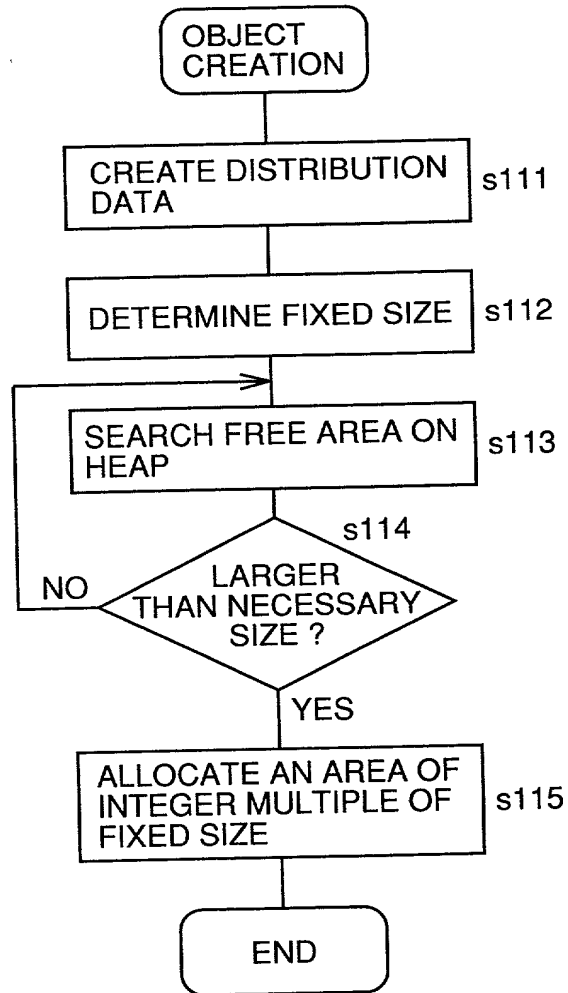 OBJECT
CREATION
CREATE DISTRIBUTION
DATA
s111
DETERMINE FIXED SIZE
s112
SEARCH FREE AREA ON
HEAP
s113
s114
LARGER
THAN NECESSARY
SIZE ?
NO
YES
ALLOCATE AN AREA OF
INTEGER MULTIPLE OF
FIXED SIZE
s115
END